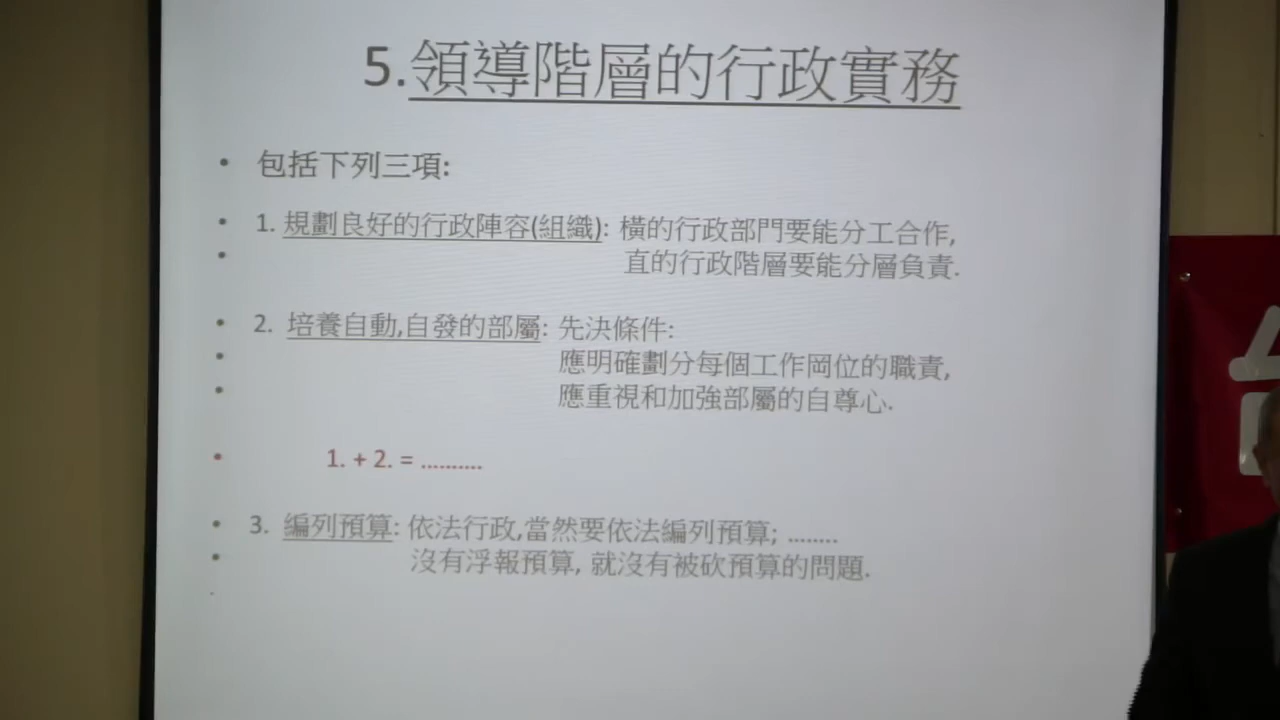 5.領導階層的行政實務
• 包括下列三項:
• 1. 規劃良好的行政陣容(組織): 橫的行政部門要能分工合作,
• 直的行政階層要能分層負責.
• 2. 培養自動,自發的部屬: 先決條件:
• 應明確劃分每個工作崗位的職責,
• 應重視和加強部屬的自尊心.
• 1. + 2. = ..........
• 3. 編列預算: 依法行政,當然要依法編列預算; ........
• 沒有浮報預算, 就沒有被砍預算的問題.